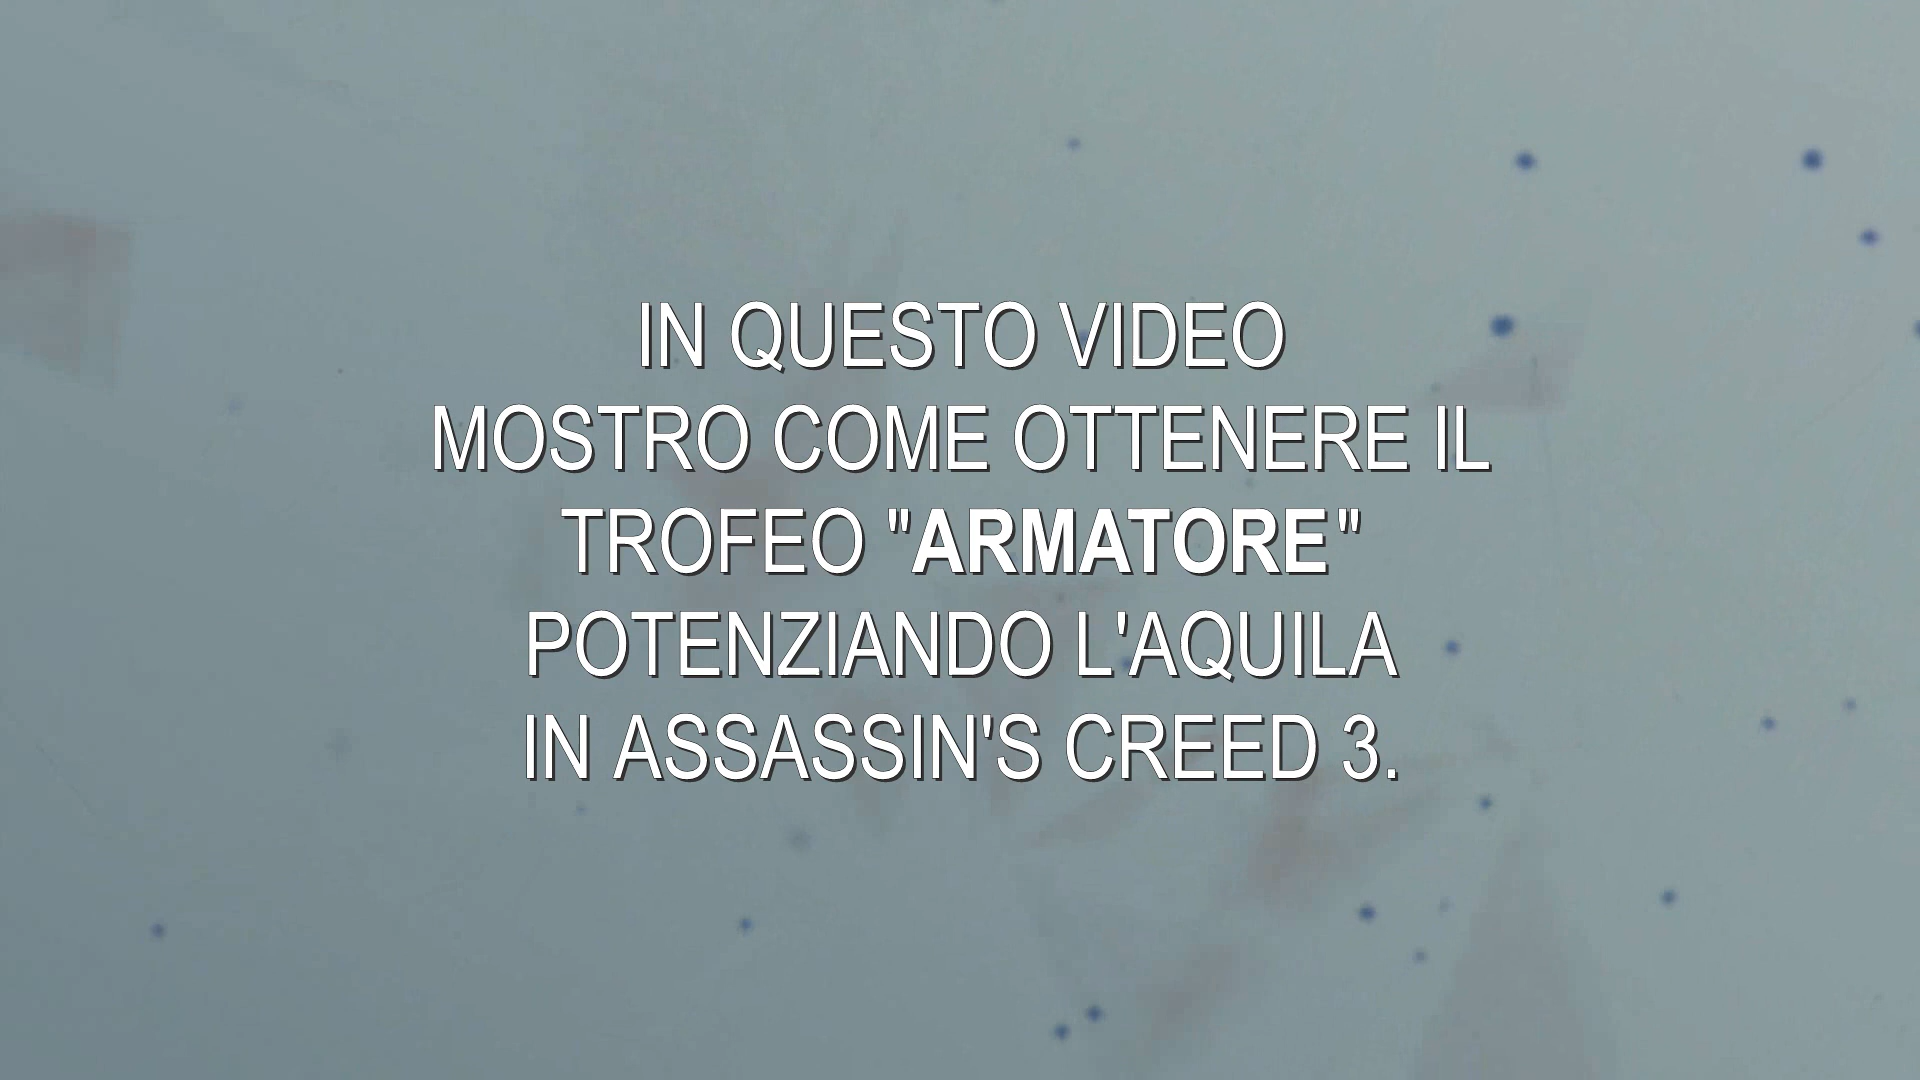 IN QUESTO VIDEO
MOSTRO COME OTTENERE IL
TROFEO "ARMATORE"
POTENZIANDO L'AQUILA
IN ASSASSIN'S CREED 3.